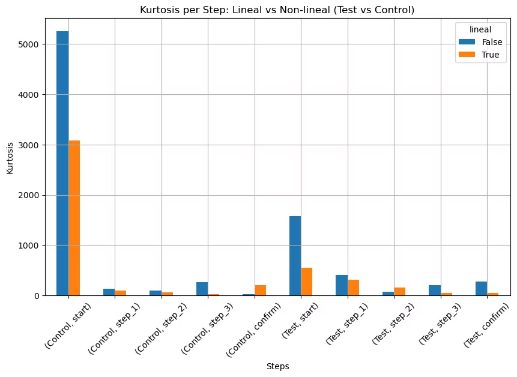 Kurtosis per Step: Lineal vs Non-lineal (Test vs Control)
lineal
False
True
Kurtosis
5000
4000
3000
2000
1000
0
(Control, start)
(Control, step_1)
(Control, step_2)
(Control, step_3)
(Control, confirm)
(Test, start)
(Test, step_1)
(Test, step_2)
(Test, step_3)
(Test, confirm)
Steps